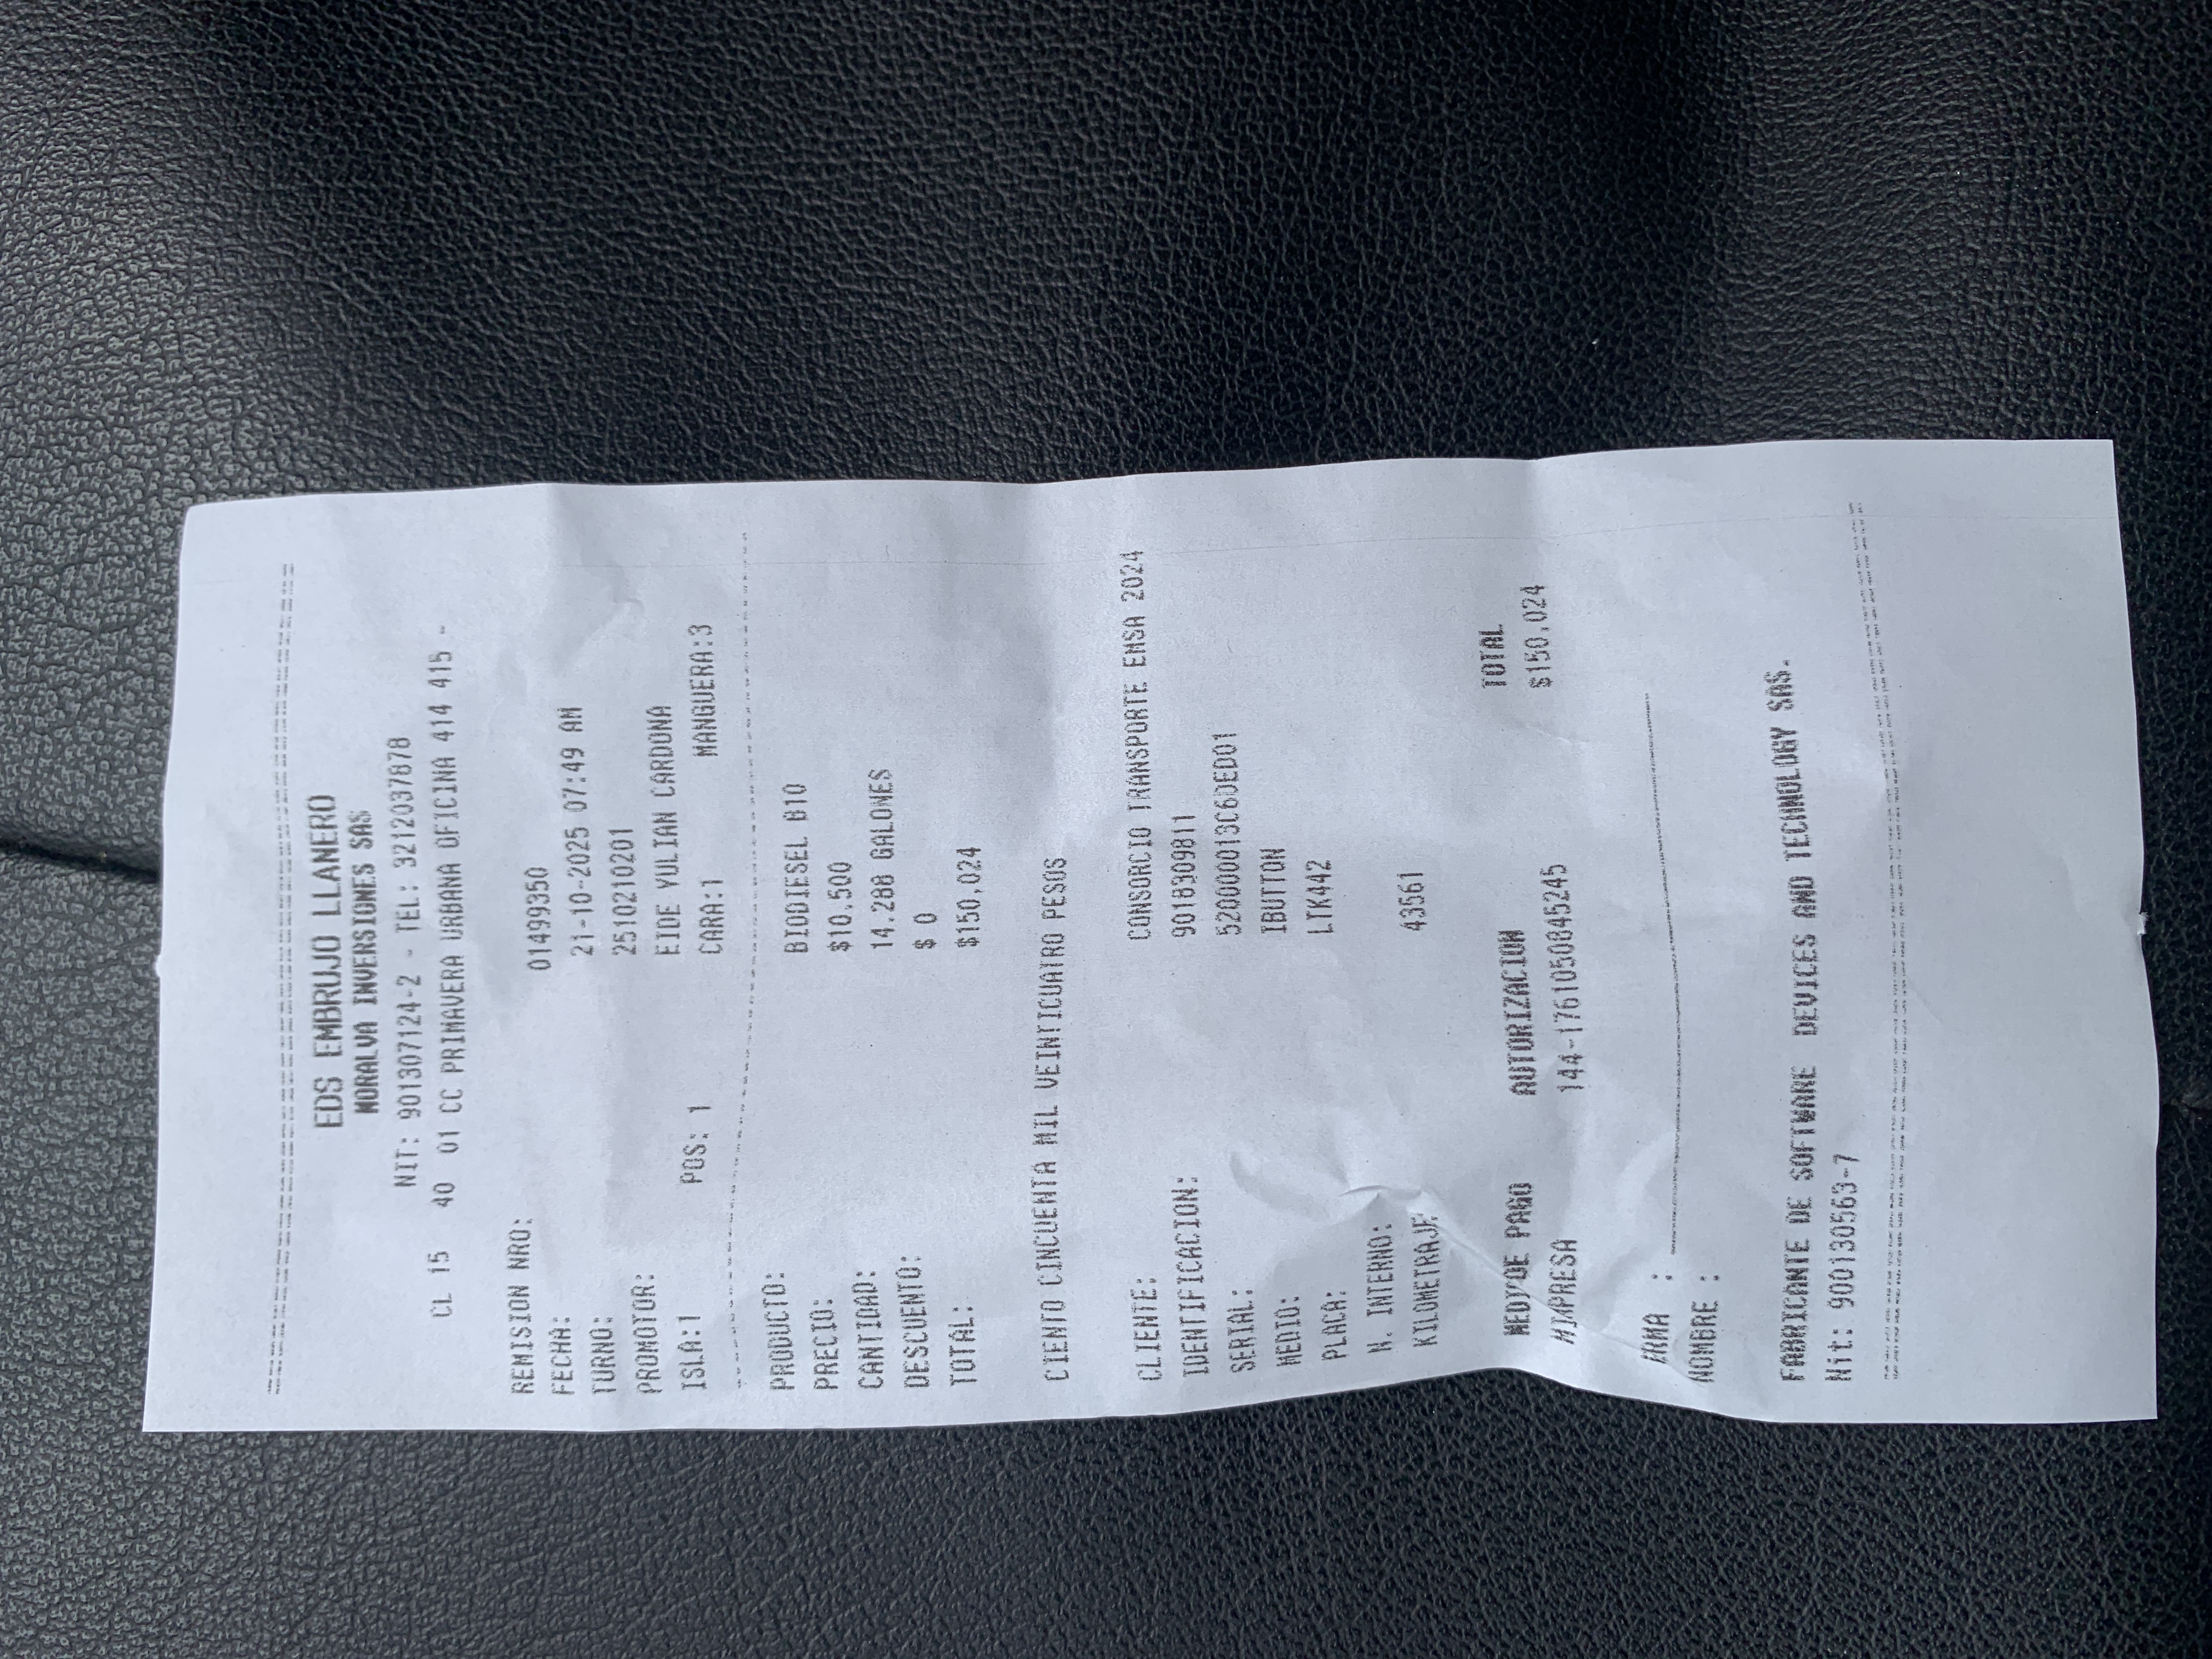 EDS EMBRUJO LLANERO
MORALVA INVERSIONES SAS
NIT: 901307124-2 - TEL: 3212037878
CL 15 40 01 CC PRIMAVERA URBANA OFICINA 414 415 -
REMISION NRO: 01499350
FECHA: 21-10-2025 07:49 AM
TURNO: 2510210201
PROMOTOR: EIDE YULIAN CARDONA
ISLA:1 POS: 1 CARA:1 MANGUERA:3
PRODUCTO: BIODIESEL B10
PRECIO: $10,500
CANTIDAD: 14.288 GALONES
DESCUENTO: $ 0
TOTAL: $150,024
CIENTO CINCUENTA MIL VEINTICUATRO PESOS
CLIENTE: CONSORCIO TRANSPORTE EMSA 2024
IDENTIFICACION: 9018309811
SERIAL:
MEDIO: IBUTTON
PLACA: LTK442
N. INTERNO:
KILOMETRAJE 43561
MEDIO DE PAGO AUTORIZACION TOTAL
144-1761050845245 $150,024
NOMBRE :
FABRICANTE DE SOFTWARE DEVICES AND TECHNOLOGY SAS.
Nit: 900130563-7